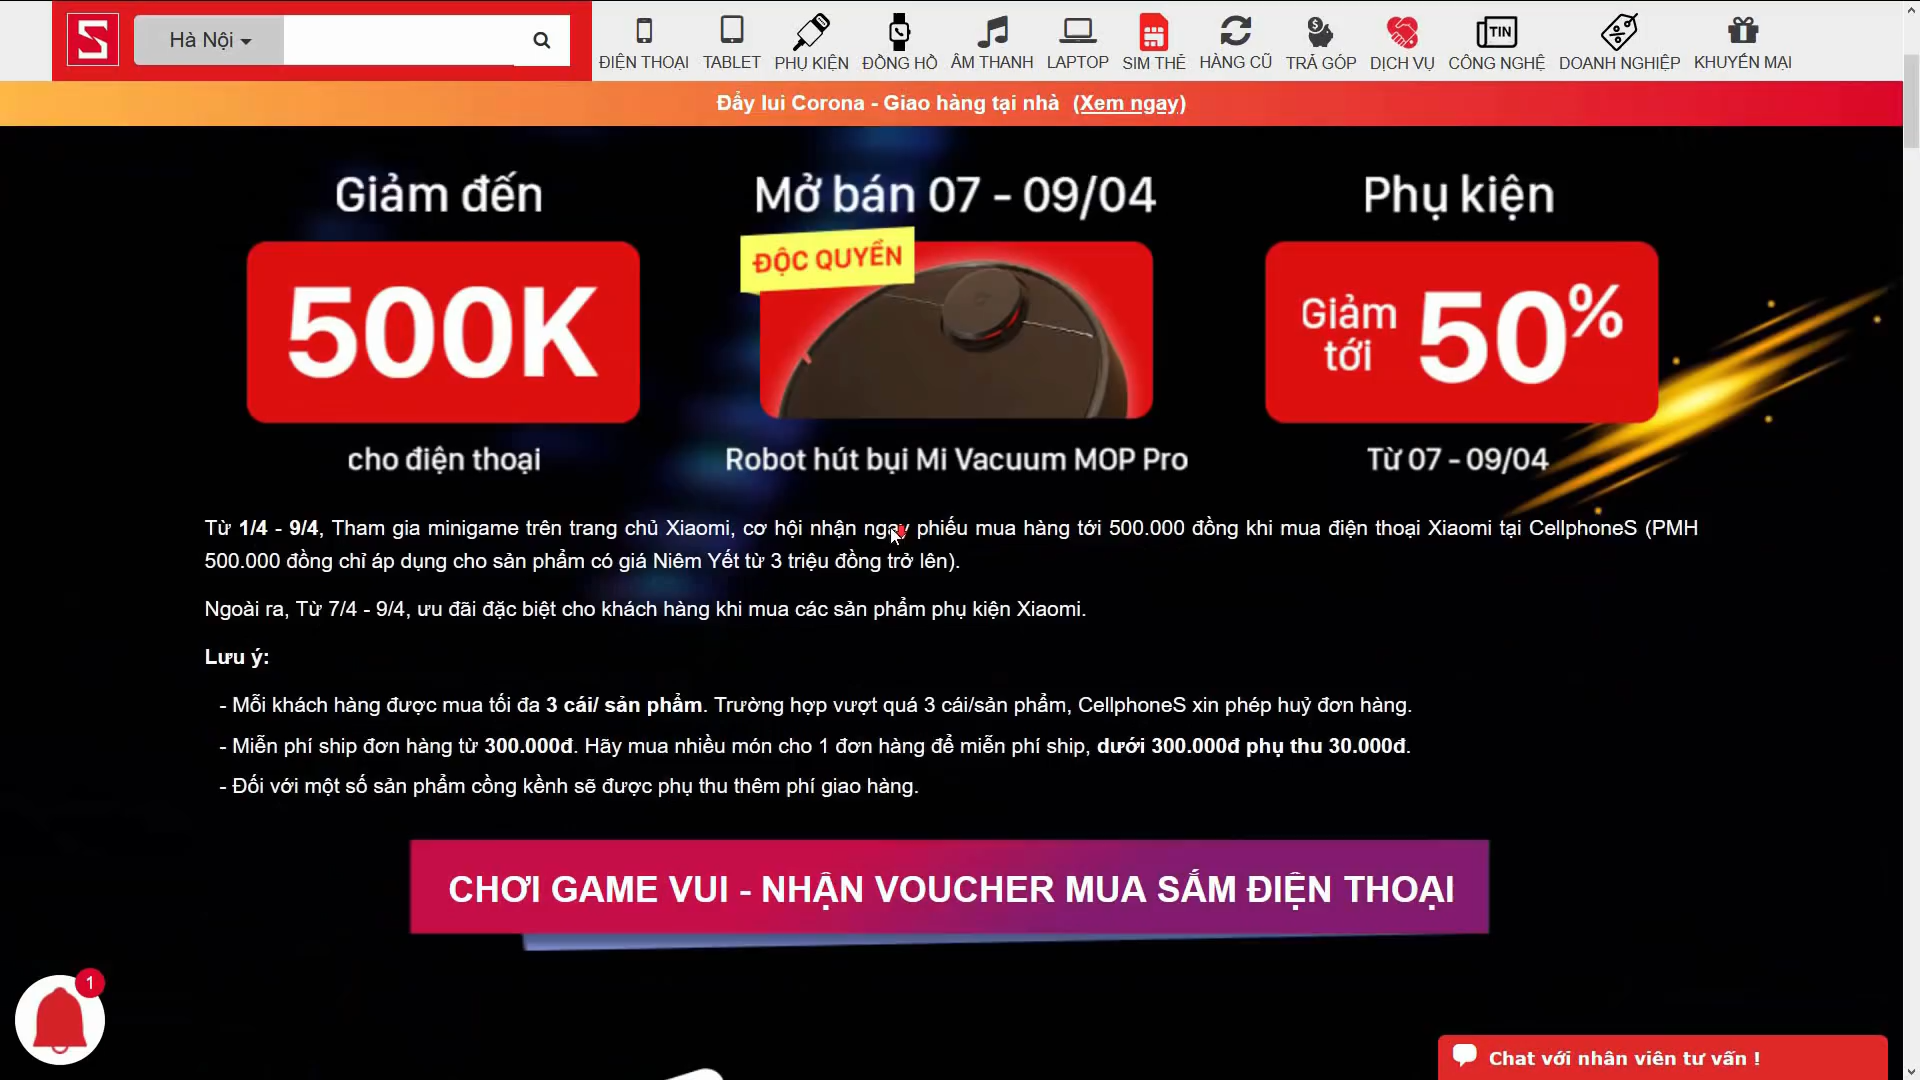 Hà Nội
ĐIỆN THOẠI
TABLET
PHỤ KIỆN
ĐỒNG HỒ
ÂM THANH
LAPTOP
SIM THẺ
HÀNG CŨ
TRẢ GÓP
DỊCH VỤ
TIN
CÔNG NGHỆ
DOANH NGHIỆP
KHUYẾN MẠI
Đẩy lui Corona - Giao hàng tại nhà (Xem ngay)
Giảm đến
500K
cho điện thoại
Mở bán 07 - 09/04
ĐỘC QUYỀN
Robot hút bụi Mi Vacuum MOP Pro
Phụ kiện
Giảm tới 50%
Từ 07 - 09/04
Từ 1/4 - 9/4, Tham gia minigame trên trang chủ Xiaomi, cơ hội nhận ngay phiếu mua hàng tới 500.000 đồng khi mua điện thoại Xiaomi tại CellphoneS (PMH
500.000 đồng chỉ áp dụng cho sản phẩm có giá Niêm Yết từ 3 triệu đồng trở lên).
Ngoài ra, Từ 7/4 - 9/4, ưu đãi đặc biệt cho khách hàng khi mua các sản phẩm phụ kiện Xiaomi.
Lưu ý:
- Mỗi khách hàng được mua tối đa 3 cái/ sản phẩm. Trường hợp vượt quá 3 cái/sản phẩm, CellphoneS xin phép huỷ đơn hàng.
- Miễn phí ship đơn hàng từ 300.000đ. Hãy mua nhiều món cho 1 đơn hàng để miễn phí ship, dưới 300.000đ phụ thu 30.000đ.
- Đối với một số sản phẩm cồng kềnh sẽ được phụ thu thêm phí giao hàng.
CHƠI GAME VUI - NHẬN VOUCHER MUA SẮM ĐIỆN THOẠI
1
Chat với nhân viên tư vấn !